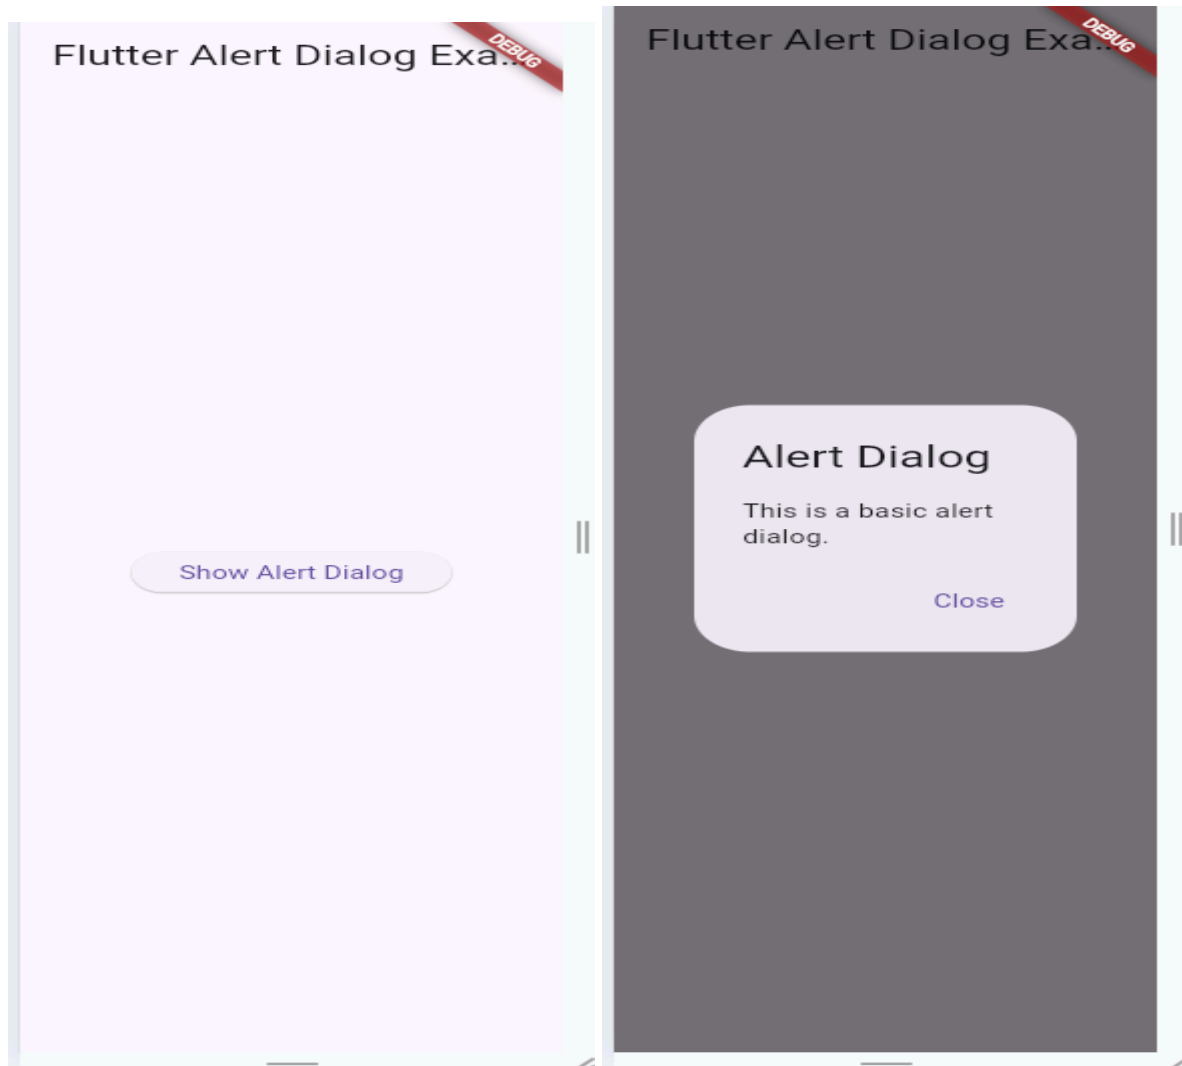 Flutter Alert Dialog Exa...
DEBUG
Show Alert Dialog
Flutter Alert Dialog Exa...
DEBUG
Alert Dialog
This is a basic alert
dialog.
Close